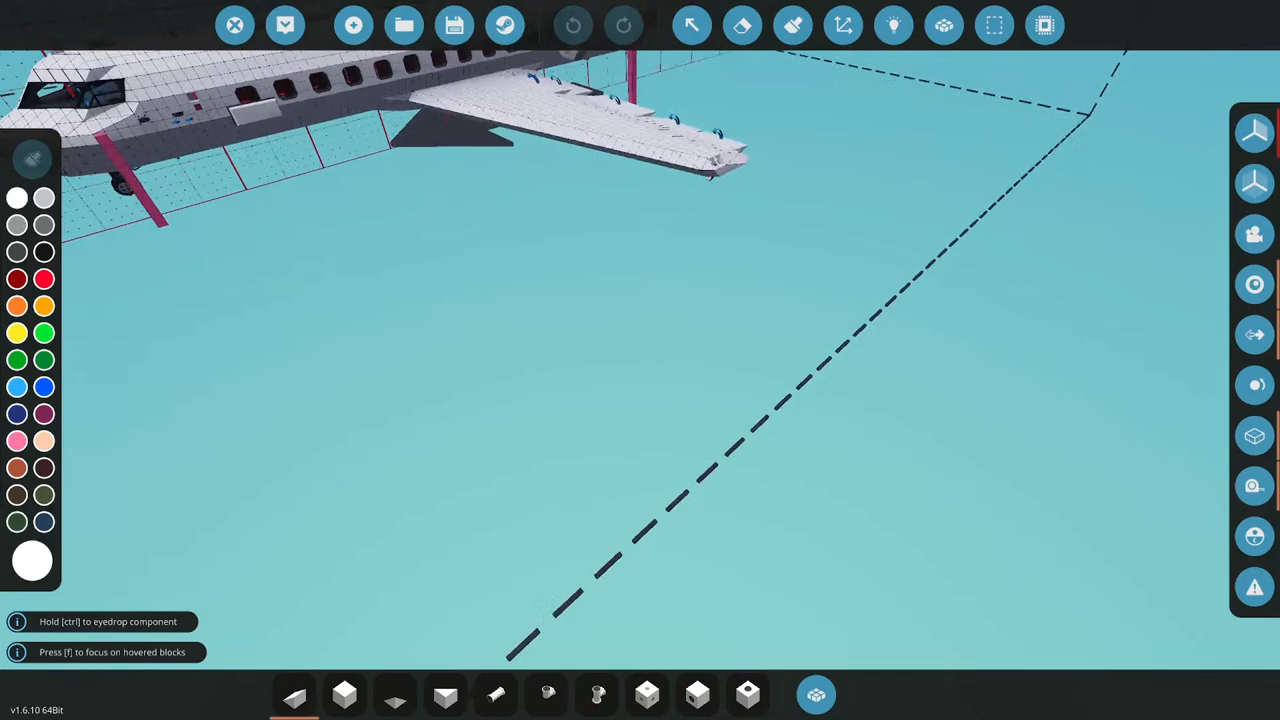 Hold [ctrl] to eyedrop component
Press [f] to focus on hovered blocks
v1.6.10 64Bit